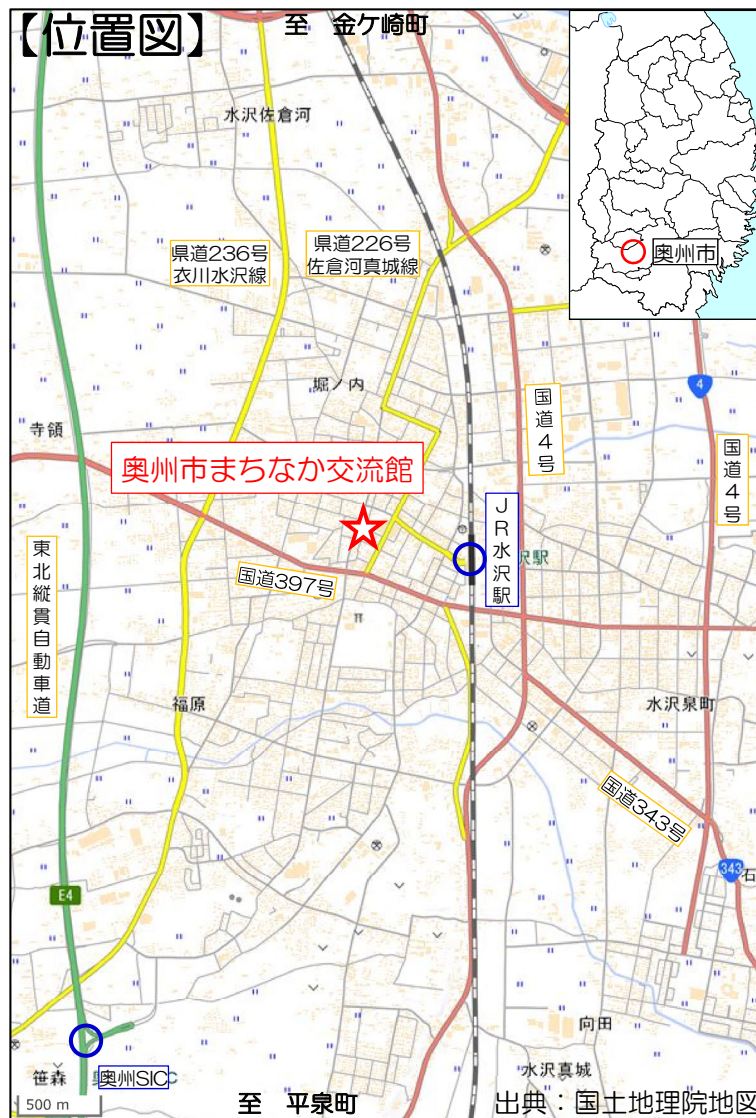 【位置図】
至 金ケ崎町
水沢佐倉河
奥州市
県道236号
衣川水沢線
県道226号
佐倉河真城線
堀ノ内
4
国道4号
国道4号
寺領
奥州市まちなか交流館
JR水沢駅
沢駅
国道397号
東北縦貫自動車道
福原
水沢泉町
国道343号
343
石
E4
向田
笹森
奥州SIC
C
水沢真城
500 m
至 平泉町
出典：国土地理院地図